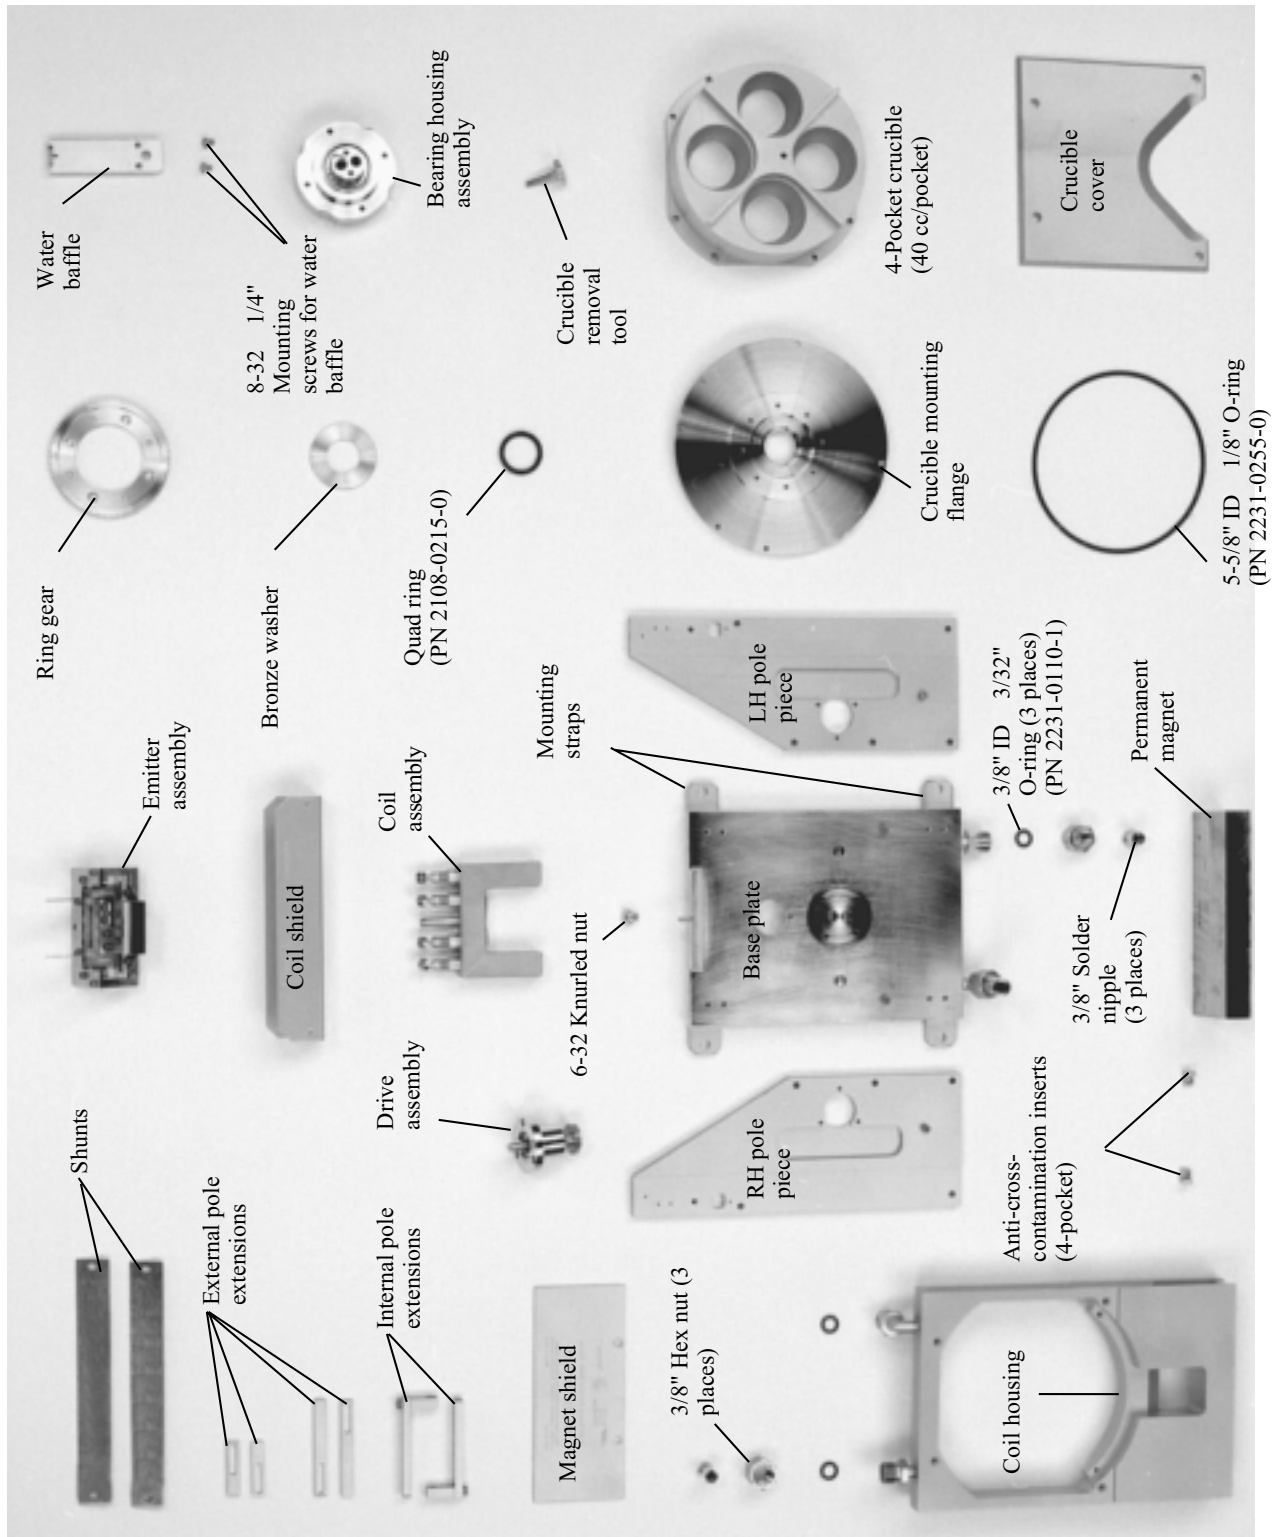 Shunts
External pole
extensions
Internal pole
extensions
Magnet shield
3/8" Hex nut (3
places)
Coil housing
Emitter
assembly
Coil shield
Drive
assembly
Coil
assembly
6-32 Knurled nut
RH pole
piece
Base plate
LH pole
piece
Mounting
straps
Anti-cross-
contamination inserts
(4-pocket)
3/8" Solder
nipple
(3 places)
3/8" ID 3/32"
O-ring (3 places)
(PN 2231-0110-1)
Permanent
magnet
Ring gear
Bronze washer
Quad ring
(PN 2108-0215-0)
Crucible mounting
flange
5-5/8" ID 1/8" O-ring
(PN 2231-0255-0)
Water
baffle
8-32 1/4"
Mounting
screws for water
baffle
Bearing housing
assembly
Crucible
removal
tool
4-Pocket crucible
(40 cc/pocket)
Crucible
cover